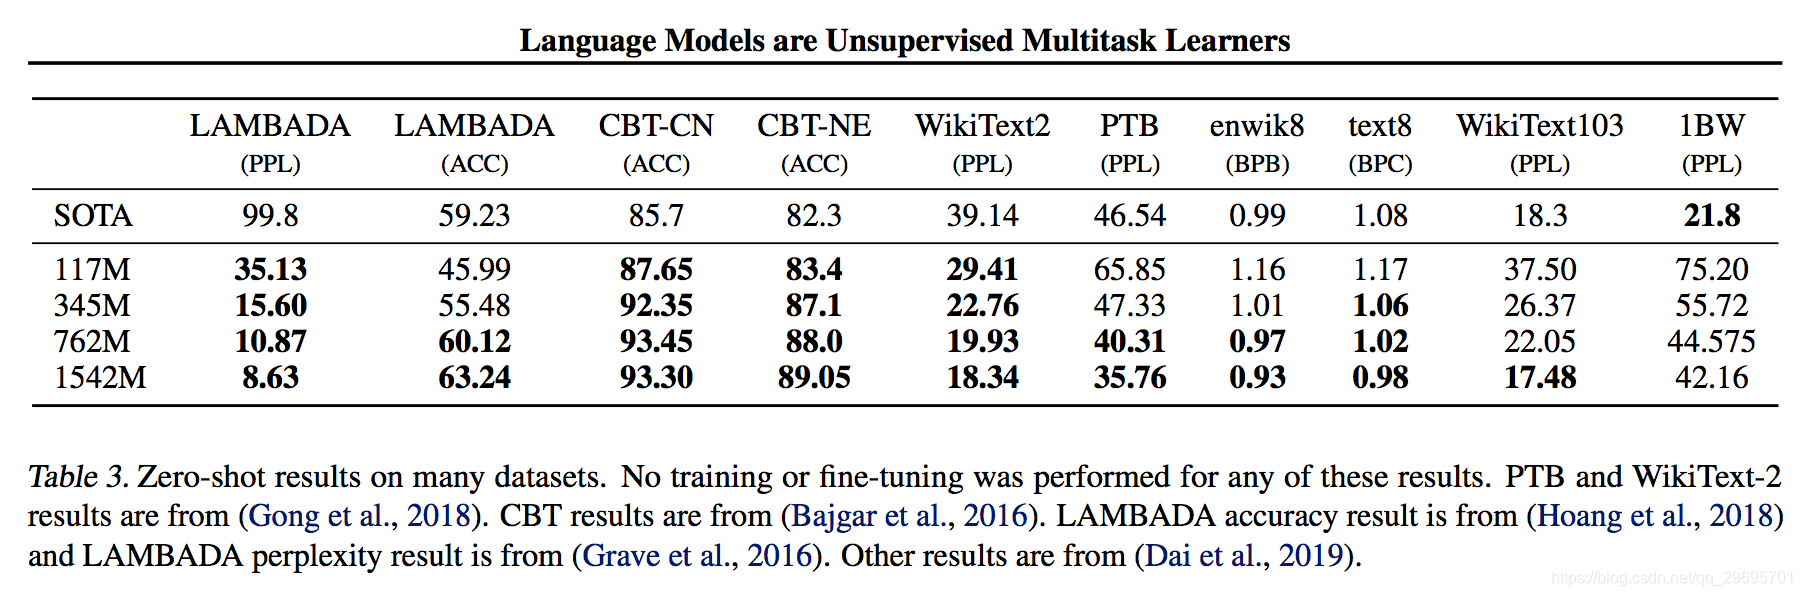 Language Models are Unsupervised Multitask Learners
LAMBADA LAMBADA CBT-CN CBT-NE WikiText2 PTB enwik8 text8 WikiText103 1BW
(PPL) (ACC) (ACC) (ACC) (PPL) (PPL) (BPB) (BPC) (PPL) (PPL)
SOTA 99.8 59.23 85.7 82.3 39.14 46.54 0.99 1.08 18.3 21.8
117M 35.13 45.99 87.65 83.4 29.41 65.85 1.16 1.17 37.50 75.20
345M 15.60 55.48 92.35 87.1 22.76 47.33 1.01 1.06 26.37 55.72
762M 10.87 60.12 93.45 88.0 19.93 40.31 0.97 1.02 22.05 44.575
1542M 8.63 63.24 93.30 89.05 18.34 35.76 0.93 0.98 17.48 42.16
Table 3. Zero-shot results on many datasets. No training or fine-tuning was performed for any of these results. PTB and WikiText-2
results are from (Gong et al., 2018). CBT results are from (Bajgar et al., 2016). LAMBADA accuracy result is from (Hoang et al., 2018)
and LAMBADA perplexity result is from (Grave et al., 2016). Other results are from (Dai et al., 2019).
https://blog.csdn.net/qq_29695701